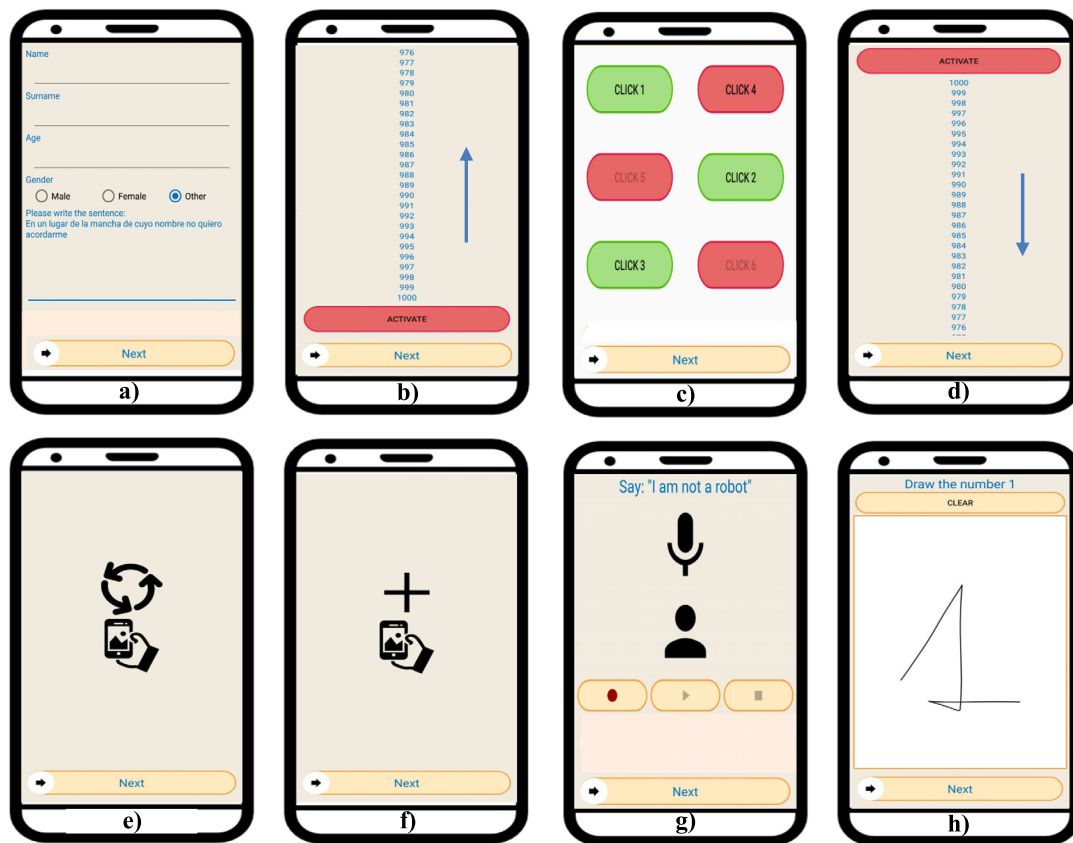 Name
Surname
Age
Gender
Male Female Other
Please write the sentence:
En un lugar de la mancha de cuyo nombre no quiero
acordarme
Next
a)
976
977
978
979
980
981
982
983
984
985
986
987
988
989
990
991
992
993
994
995
996
997
998
999
1000
ACTIVATE
Next
b)
CLICK 1 CLICK 4
CLICK 5 CLICK 2
CLICK 3 CLICK 6
Next
c)
ACTIVATE
1000
999
998
997
996
995
994
993
992
991
990
989
988
987
986
985
984
983
982
981
980
979
978
977
976
Next
d)
Next
e)
Next
f)
Say: "I am not a robot"
Next
g)
Draw the number 1
CLEAR
1
Next
h)